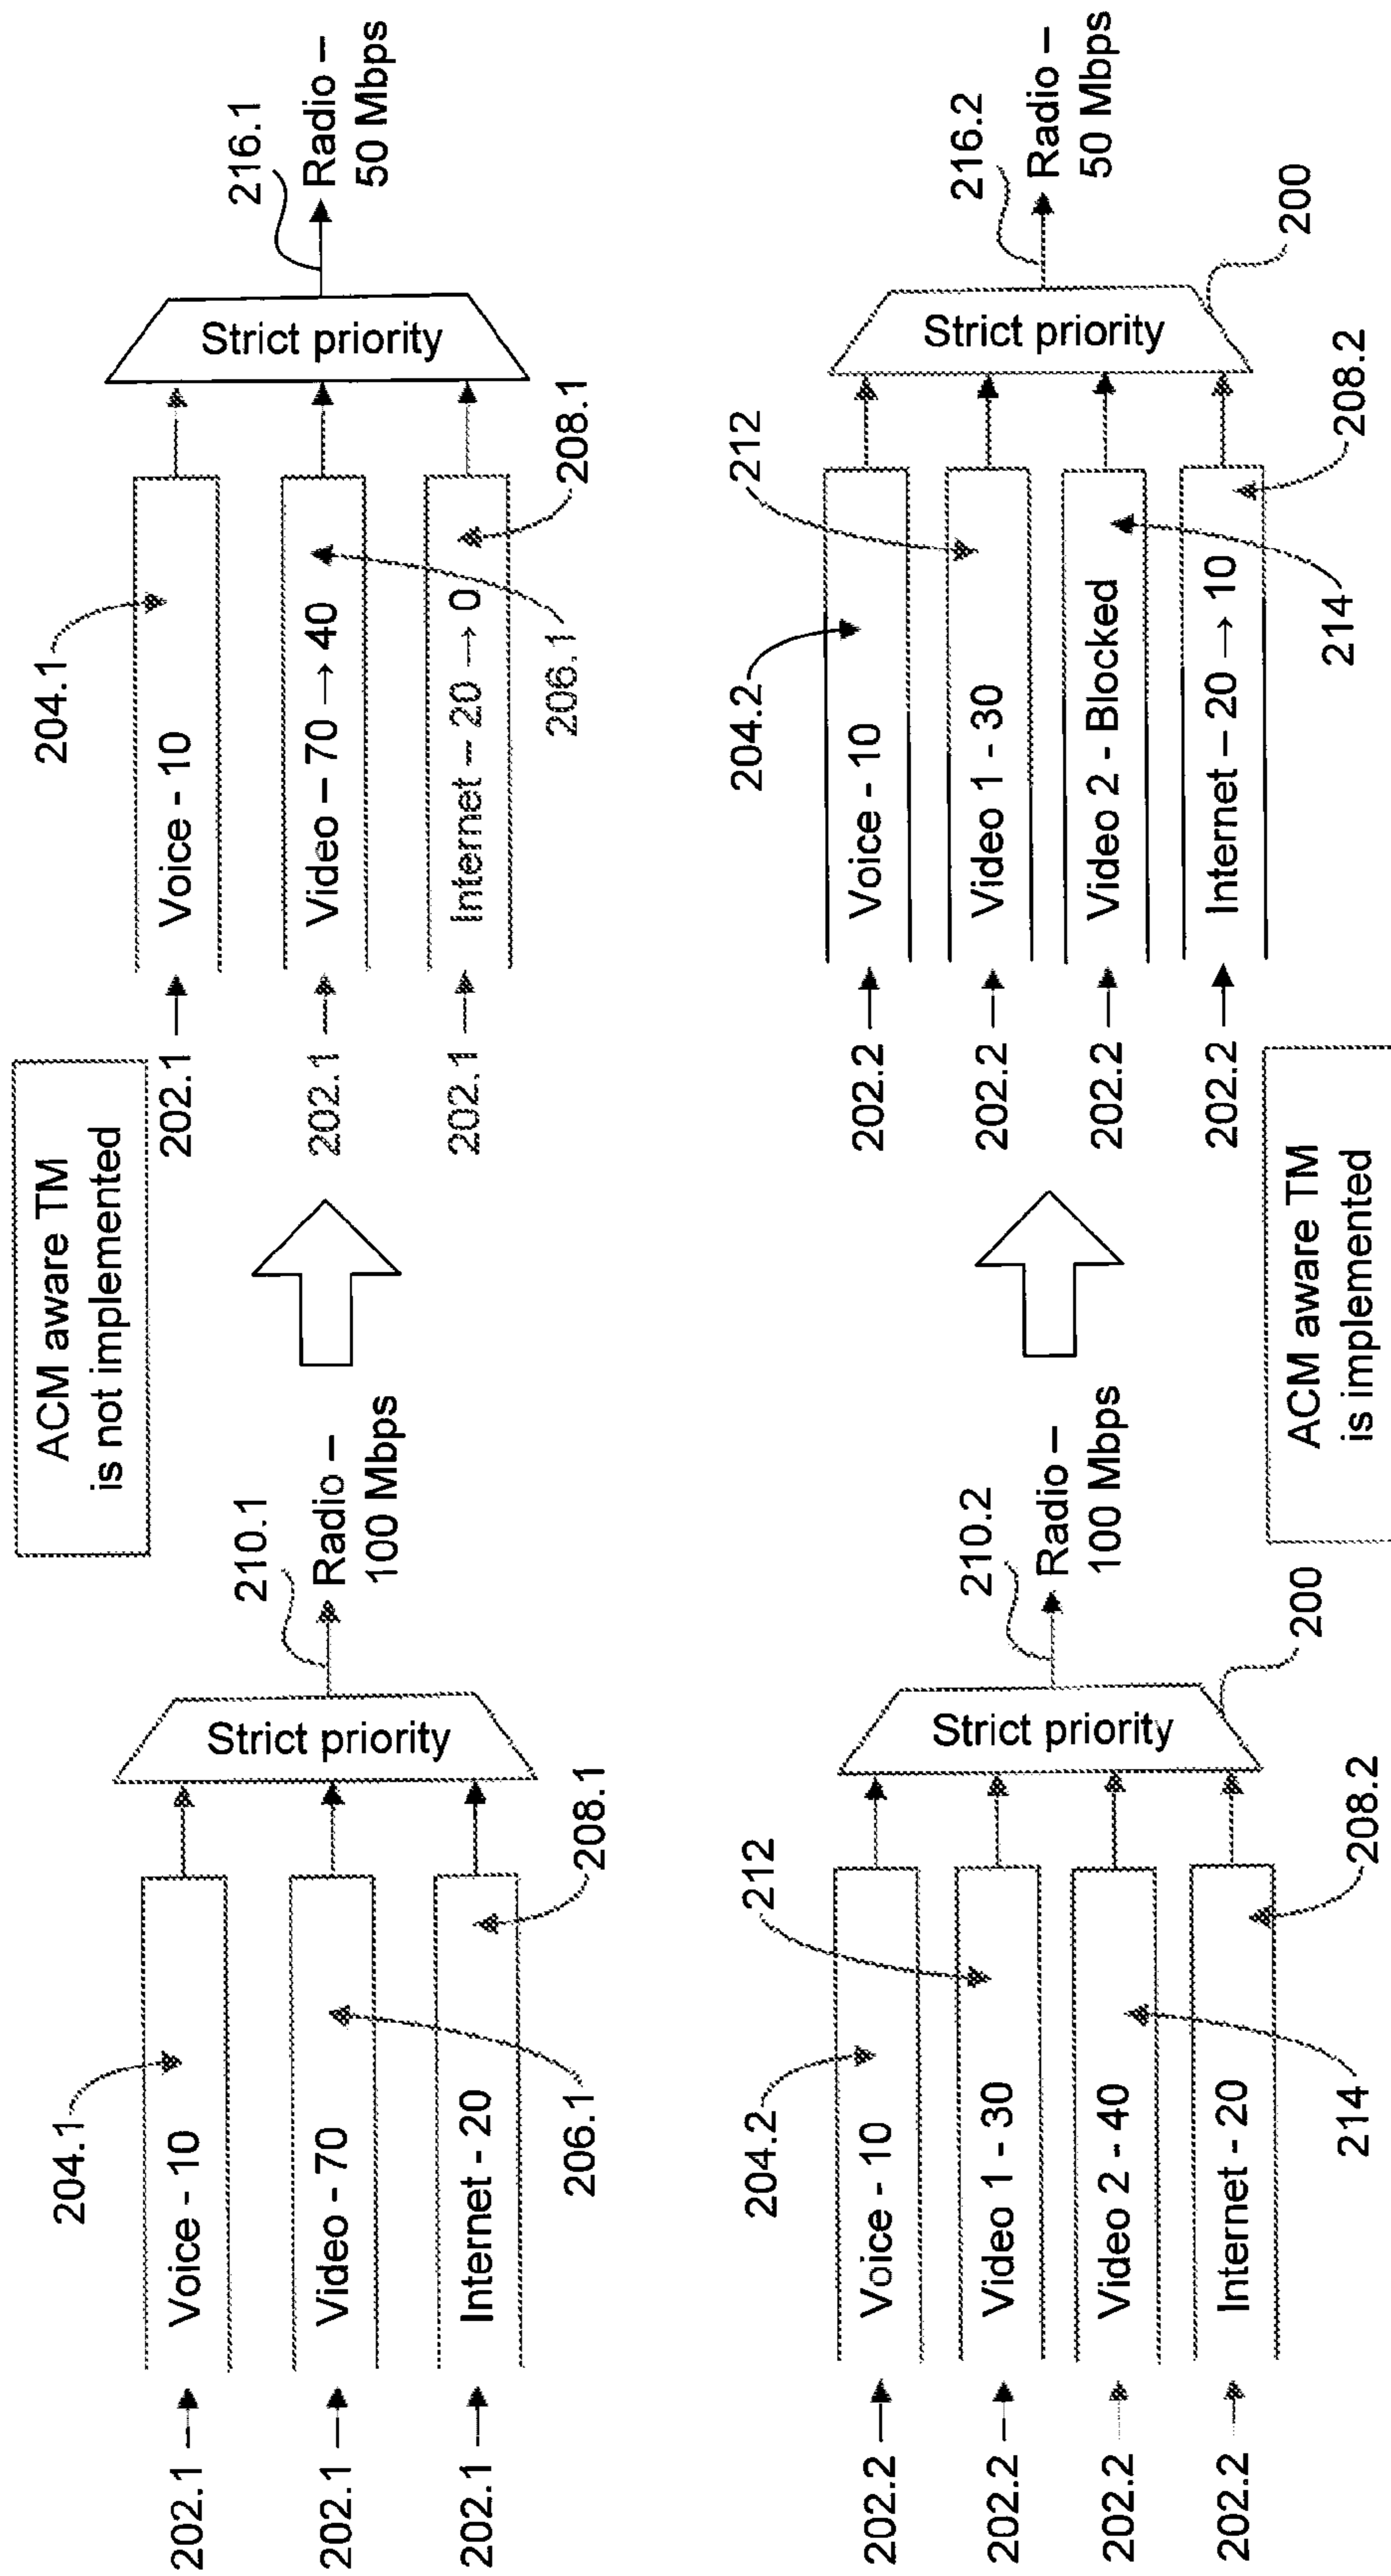 ACM aware TM
is not implemented
204.1
Voice - 10
202.1
Video - 70
202.1
206.1
Internet - 20
202.1
208.1
Strict priority
210.1
Radio –
100 Mbps
204.1
Voice - 10
202.1
Video – 70 → 40
202.1
206.1
Internet – 20 → 0
202.1
208.1
Strict priority
216.1
Radio –
50 Mbps
204.2
212
Voice - 10
202.2
Video 1 - 30
202.2
Video 2 - 40
202.2
Internet - 20
202.2
214
208.2
Strict priority
200
210.2
Radio –
100 Mbps
204.2
212
Voice - 10
202.2
Video 1 - 30
202.2
Video 2 - Blocked
202.2
Internet – 20 → 10
202.2
214
208.2
Strict priority
200
216.2
Radio –
50 Mbps
ACM aware TM
is implemented